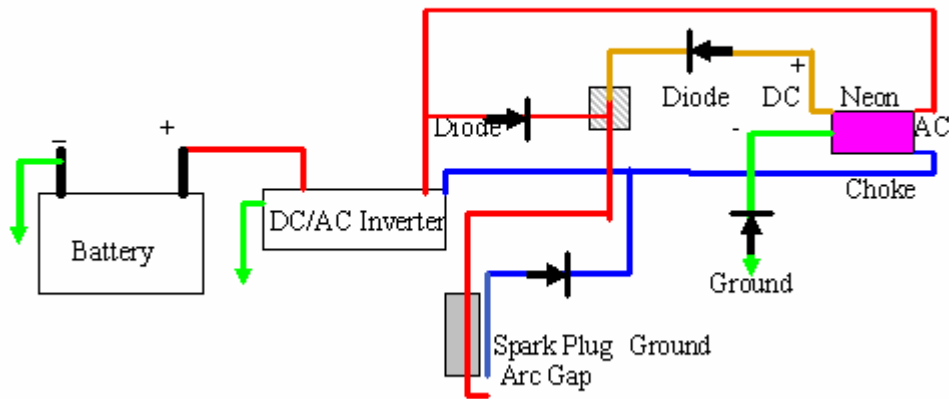 +
Diode
DC
Neon
-
Diode
AC
–
+
Choke
DC/AC Inverter
Battery
Ground
Spark Plug Ground
Arc Gap